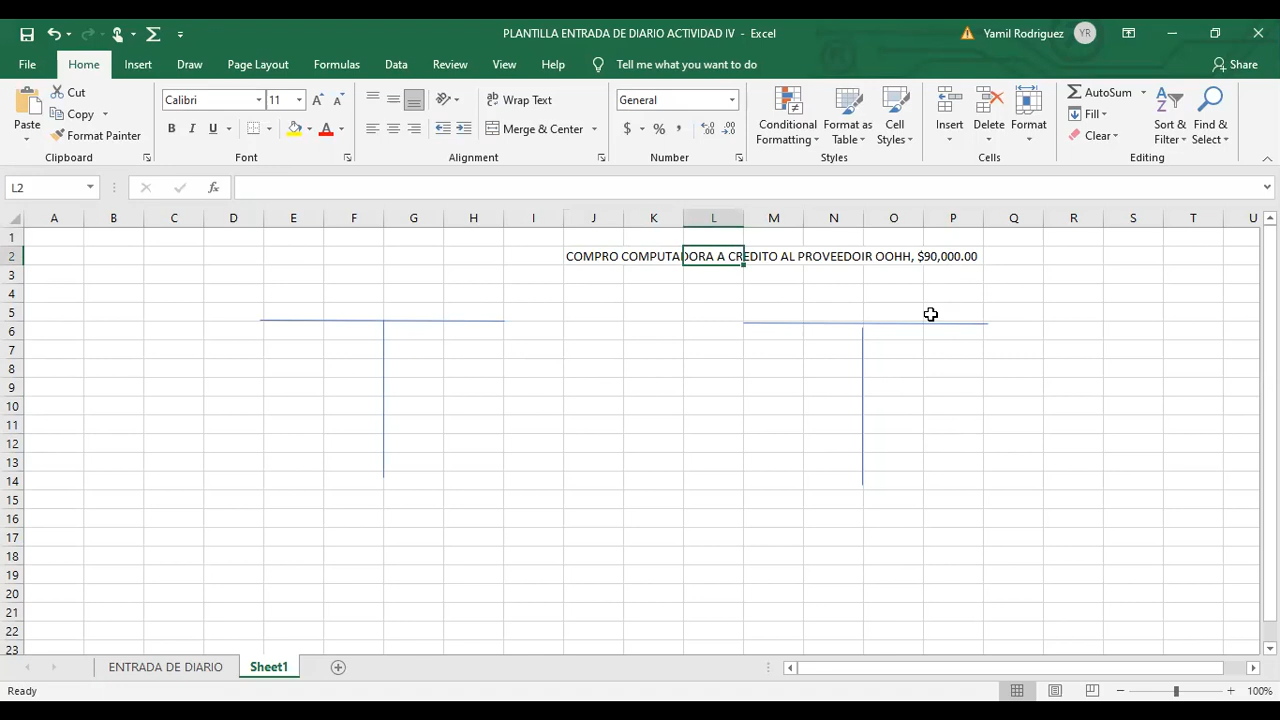 PLANTILLA ENTRADA DE DIARIO ACTIVIDAD IV - Excel
Yamil Rodriguez
YR
File Home Insert Draw Page Layout Formulas Data Review View Help Tell me what you want to do Share
Paste
Cut
Copy
Format Painter
Clipboard
Calibri 11
B I U
Font
Wrap Text
Merge & Center
Alignment
General
$ % ,
Number
Conditional Formatting
Format as Table
Cell Styles
Styles
Insert Delete Format
Cells
AutoSum
Fill
Clear
Sort & Filter
Find & Select
Editing
L2
fx
A B C D E F G H I J K L M N O P Q R S T U
1
2 COMPRO COMPUTADORA A CREDITO AL PROVEEDOIR OOHH, $90,000.00
3
4
5
6
7
8
9
10
11
12
13
14
15
16
17
18
19
20
21
22
23
ENTRADA DE DIARIO Sheet1
Ready
100%